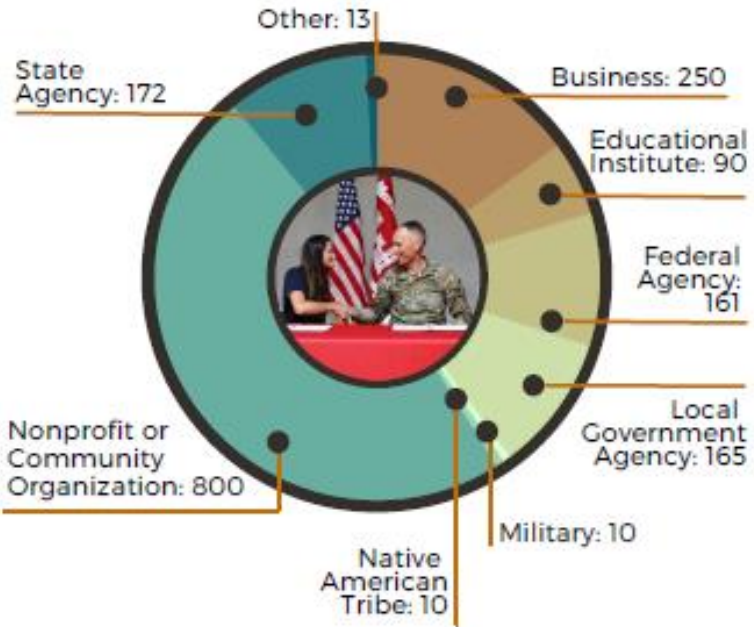 Other: 13
State
Agency: 172
Business: 250
Educational
Institute: 90
Federal
Agency:
161
Local
Government
Agency: 165
Military: 10
Native
American
Tribe: 10
Nonprofit or
Community
Organization: 800